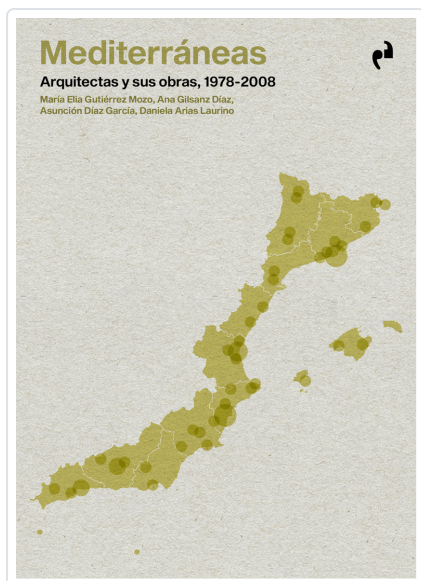 Mediterráneas
Arquitectas y sus obras, 1978-2008
María Elia Gutiérrez Mozo, Ana Gilsanz Díaz,
Asunción Díaz García, Daniela Arias Laurino